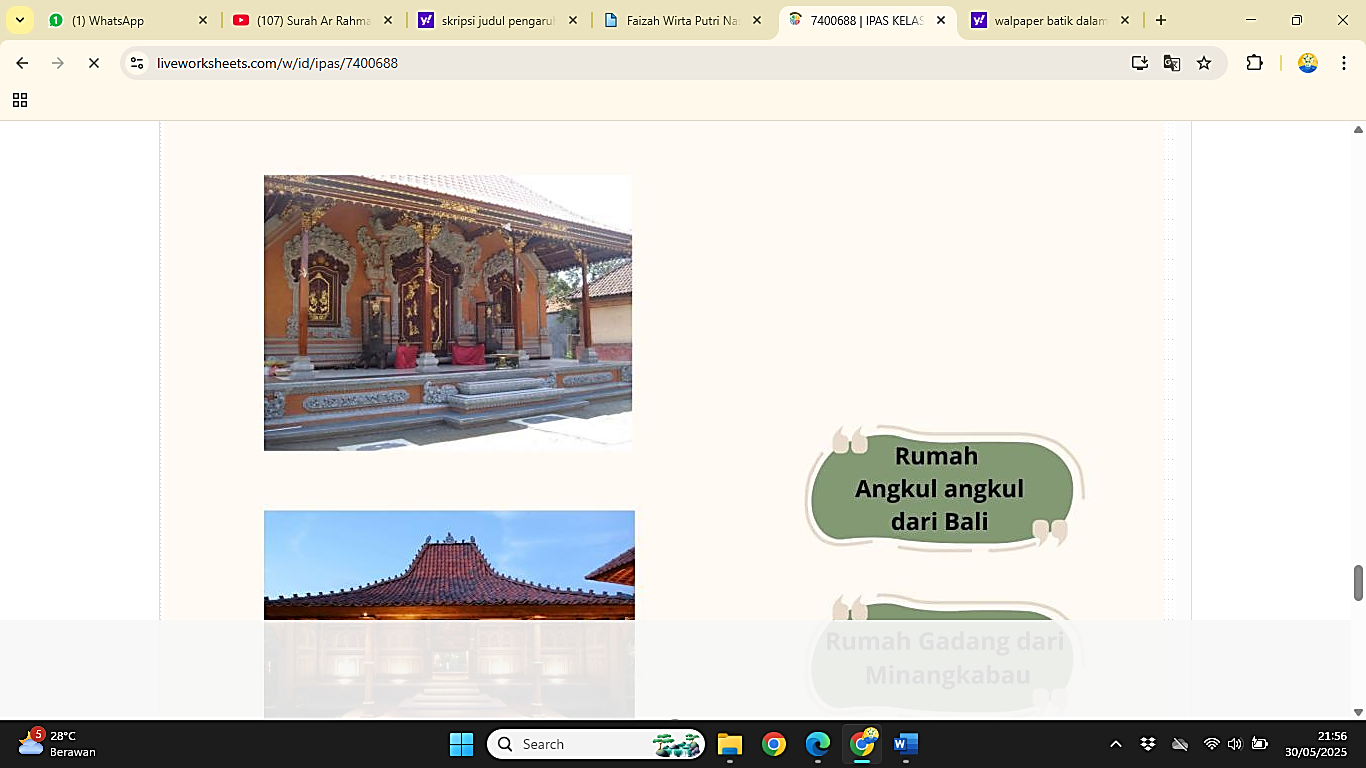 (1) WhatsApp
(107) Surah Ar Rahma
skripsi judul pengaru
Faizah Wirta Putri Na
7400688 | IPAS KELAS
walpaper batik dalam
liveworksheets.com/w/id/ipas/7400688
Rumah
Angkul angkul
dari Bali
Rumah Gadang dari
Minangkabau
5
28°C
Berawan
Search
21:56
30/05/2025